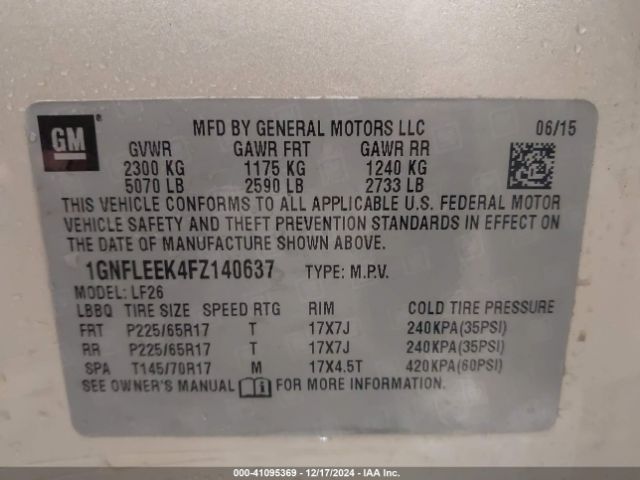 GM ®
MFD BY GENERAL MOTORS LLC 06/15
GVWR GAWR FRT GAWR RR
2300 KG 1175 KG 1240 KG
5070 LB 2590 LB 2733 LB
THIS VEHICLE CONFORMS TO ALL APPLICABLE U.S. FEDERAL MOTOR
VEHICLE SAFETY AND THEFT PREVENTION STANDARDS IN EFFECT ON
THE DATE OF MANUFACTURE SHOWN ABOVE.
1GNFLEEK4FZ140637 TYPE: M.P.V.
MODEL: LF26
LBBQ TIRE SIZE SPEED RTG RIM COLD TIRE PRESSURE
FRT P225/65R17 T 17X7J 240KPA(35PSI)
RR P225/65R17 T 17X7J 240KPA(35PSI)
SPA T145/70R17 M 17X4.5T 420KPA(60PSI)
SEE OWNER'S MANUAL FOR MORE INFORMATION.
000-41095369 - 12/17/2024 - IAA Inc.